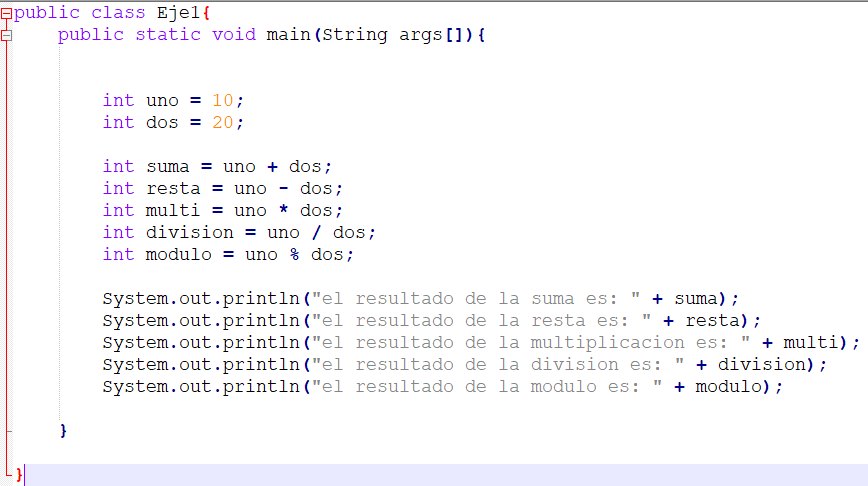 public class Eje1{
public static void main(String args[]){
int uno = 10;
int dos = 20;
int suma = uno + dos;
int resta = uno - dos;
int multi = uno * dos;
int division = uno / dos;
int modulo = uno % dos;
System.out.println("el resultado de la suma es: " + suma);
System.out.println("el resultado de la resta es: " + resta);
System.out.println("el resultado de la multiplicacion es: " + multi);
System.out.println("el resultado de la division es: " + division);
System.out.println("el resultado de la modulo es: " + modulo);
}
}